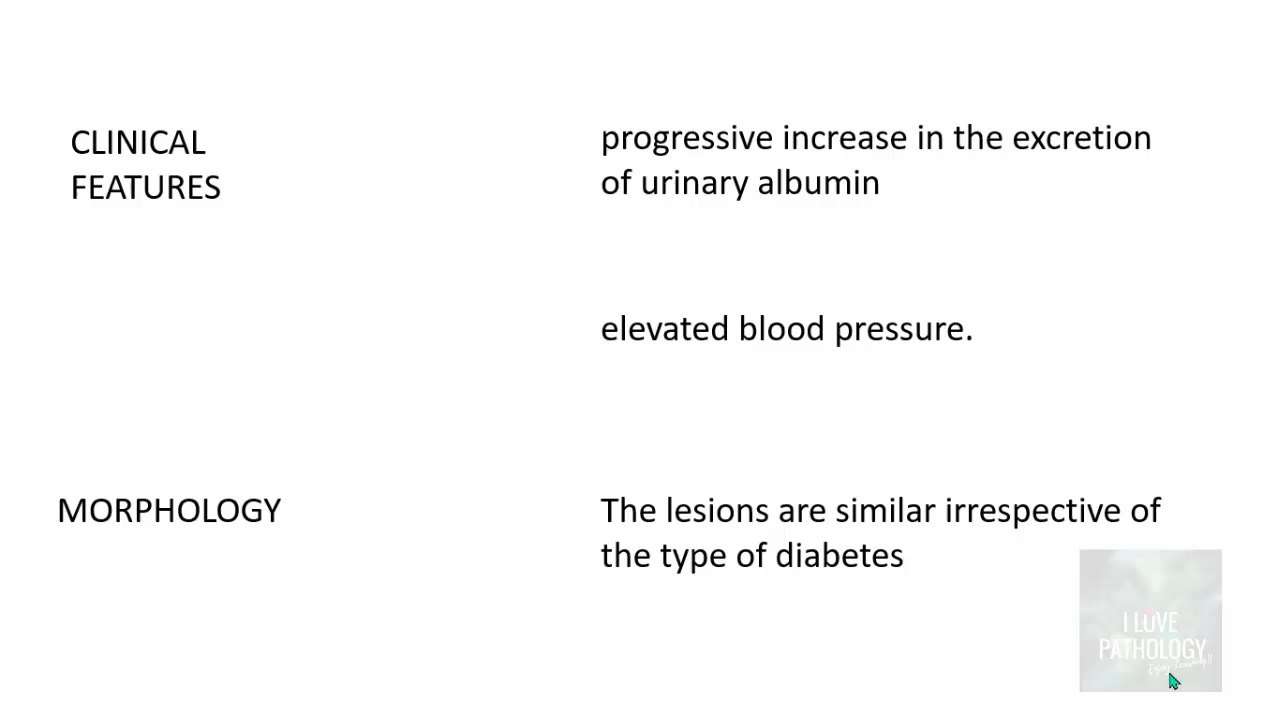 CLINICAL
FEATURES
progressive increase in the excretion
of urinary albumin
elevated blood pressure.
MORPHOLOGY
The lesions are similar irrespective of
the type of diabetes
I LOVE
PATHOLOGY
Enjoy